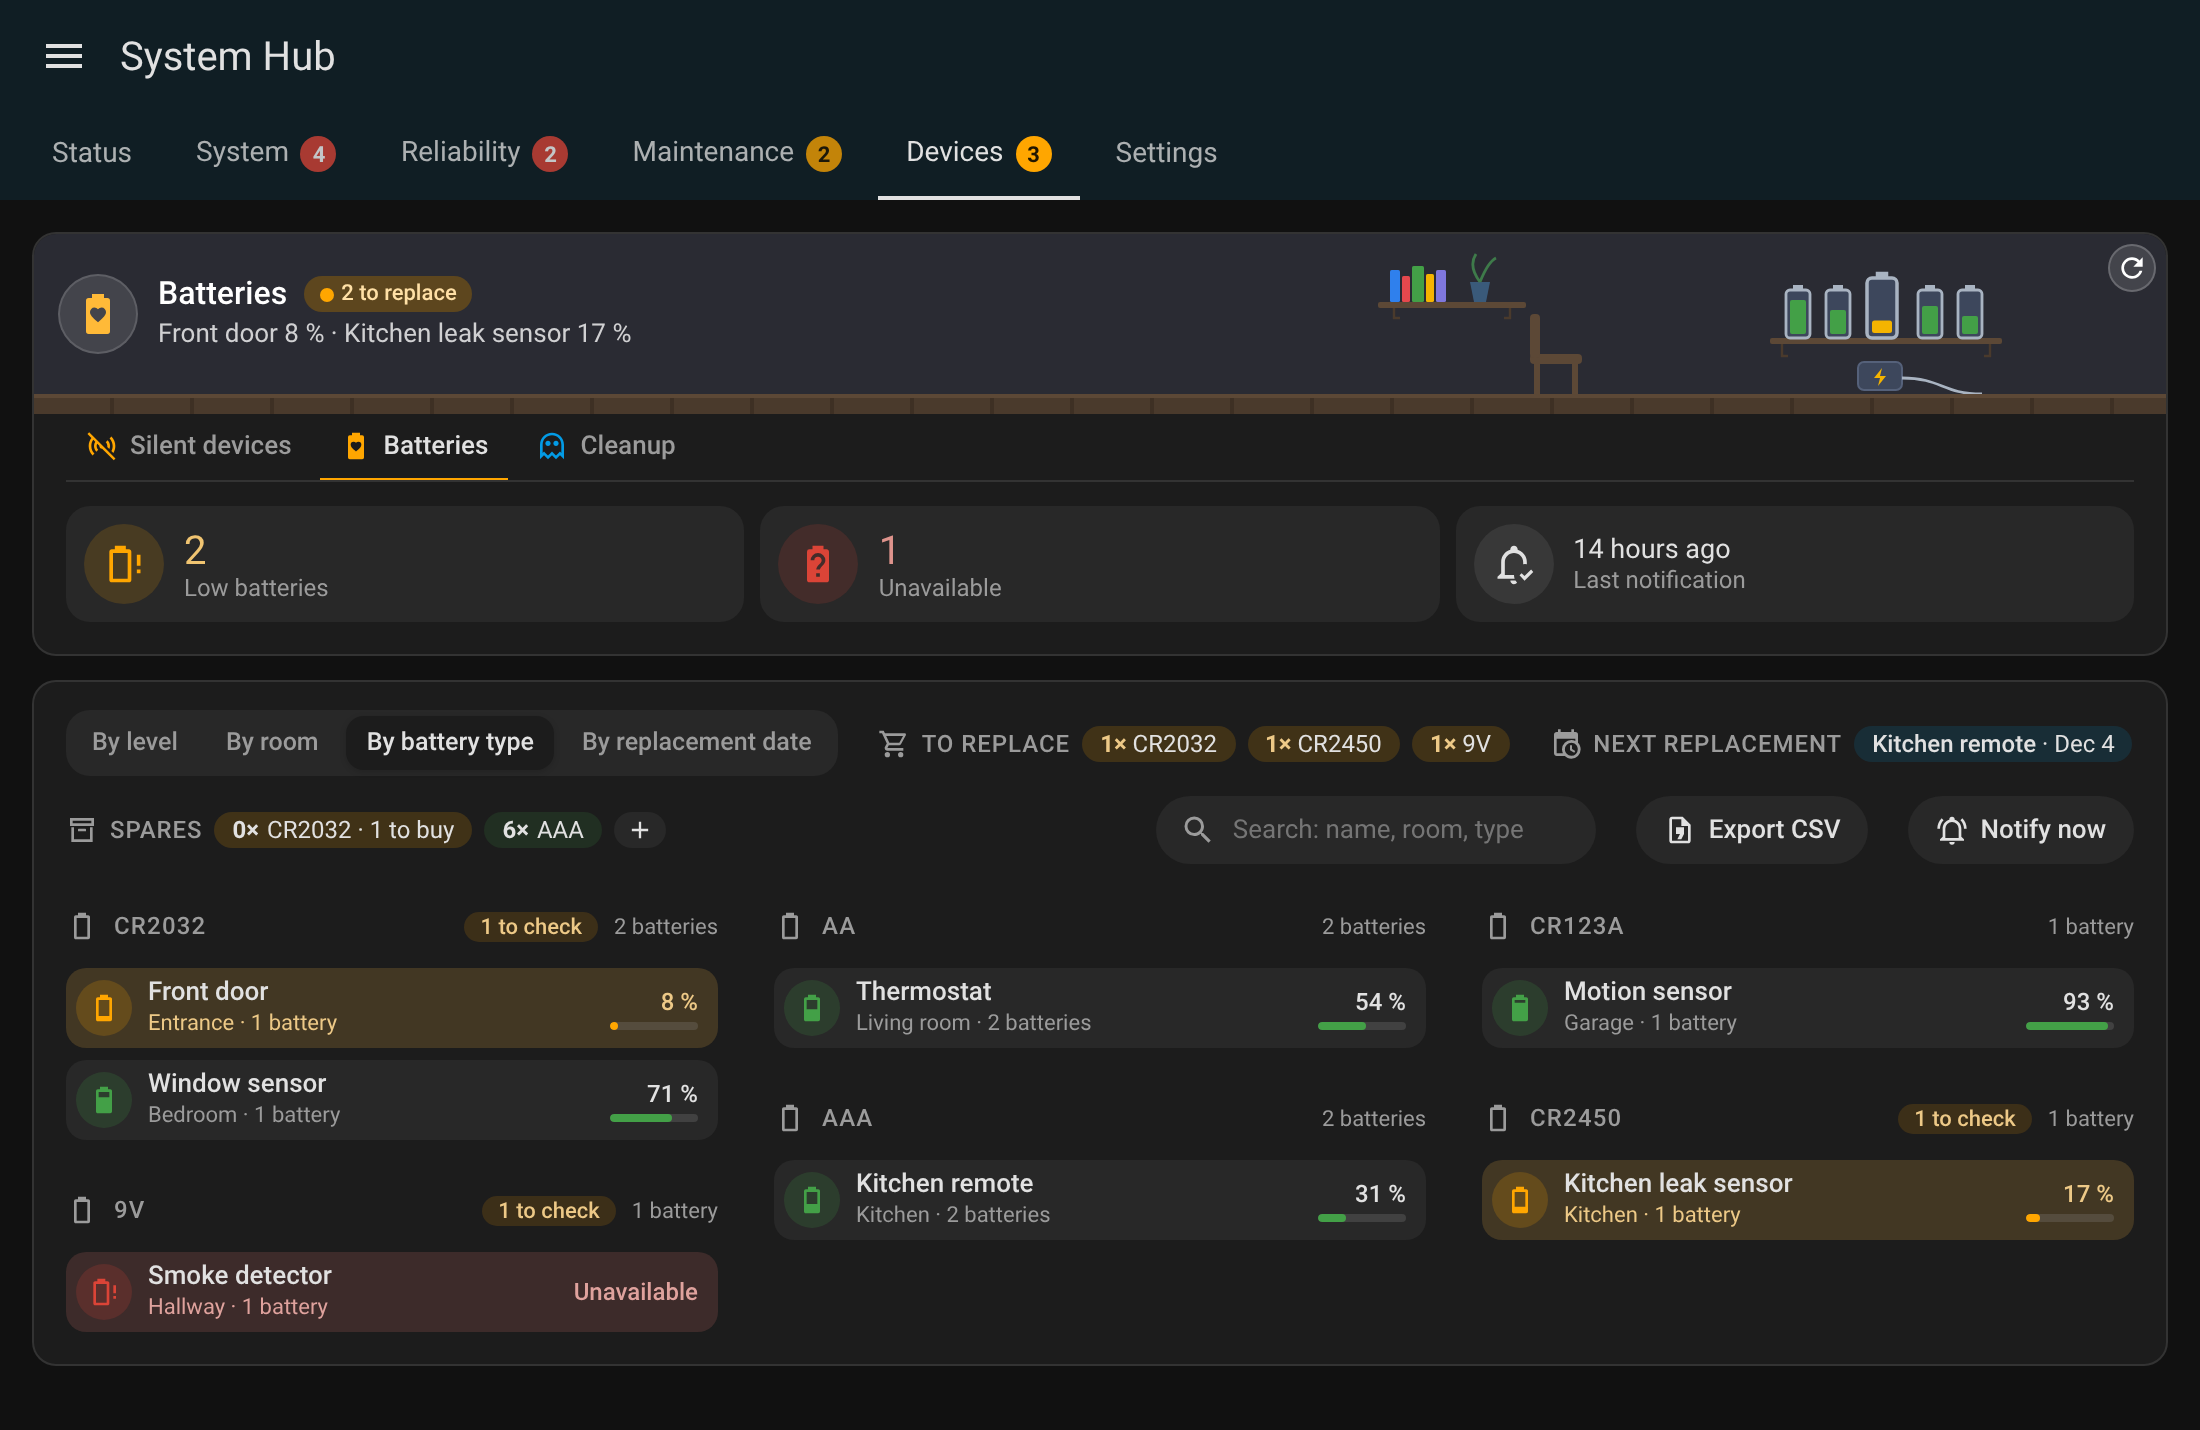 System Hub
Status
System 4
Reliability 2
Maintenance 2
Devices 3
Settings
Batteries
2 to replace
Front door 8 % · Kitchen leak sensor 17 %
Silent devices
Batteries
Cleanup
2
Low batteries
1
Unavailable
14 hours ago
Last notification
By level
By room
By battery type
By replacement date
TO REPLACE 1× CR2032 1× CR2450 1× 9V
NEXT REPLACEMENT Kitchen remote · Dec 4
SPARES 0× CR2032 · 1 to buy 6× AAA +
Search: name, room, type
Export CSV
Notify now
CR2032 1 to check 2 batteries
Front door
Entrance · 1 battery
8 %
Window sensor
Bedroom · 1 battery
71 %
9V 1 to check 1 battery
Smoke detector
Hallway · 1 battery
Unavailable
AA 2 batteries
Thermostat
Living room · 2 batteries
54 %
AAA 2 batteries
Kitchen remote
Kitchen · 2 batteries
31 %
CR123A 1 battery
Motion sensor
Garage · 1 battery
93 %
CR2450 1 to check 1 battery
Kitchen leak sensor
Kitchen · 1 battery
17 %